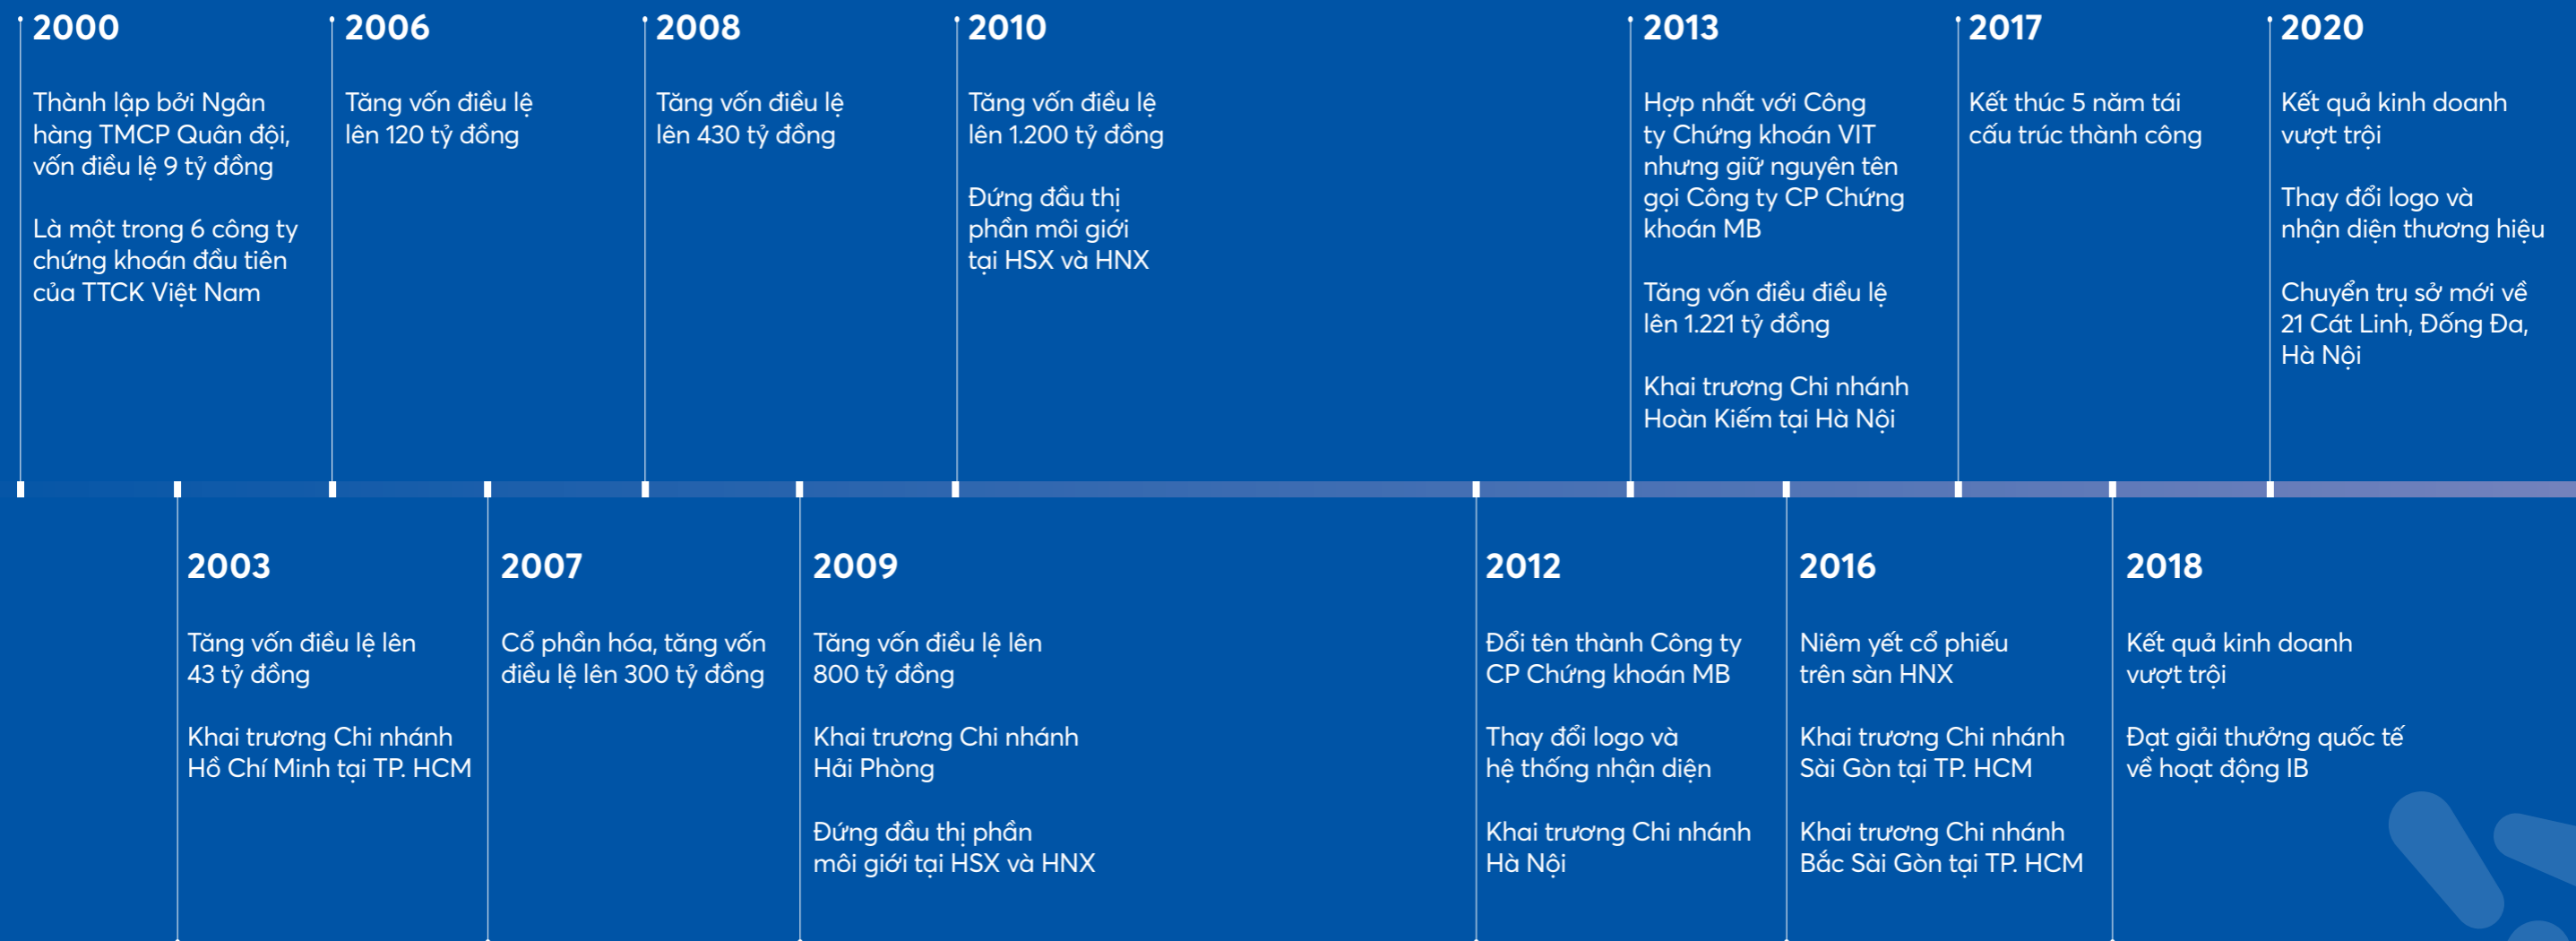 2000
Thành lập bởi Ngân
hàng TMCP Quân đội,
vốn điều lệ 9 tỷ đồng
Là một trong 6 công ty
chứng khoán đầu tiên
của TTCK Việt Nam
2006
Tăng vốn điều lệ
lên 120 tỷ đồng
2008
Tăng vốn điều lệ
lên 430 tỷ đồng
2010
Tăng vốn điều lệ
lên 1.200 tỷ đồng
Đứng đầu thị
phần môi giới
tại HSX và HNX
2013
Hợp nhất với Công
ty Chứng khoán VIT
nhưng giữ nguyên tên
gọi Công ty CP Chứng
khoán MB
Tăng vốn điều điều lệ
lên 1.221 tỷ đồng
Khai trương Chi nhánh
Hoàn Kiếm tại Hà Nội
2017
Kết thúc 5 năm tái
cấu trúc thành công
2020
Kết quả kinh doanh
vượt trội
Thay đổi logo và
nhận diện thương hiệu
Chuyển trụ sở mới về
21 Cát Linh, Đống Đa,
Hà Nội
2003
Tăng vốn điều lệ lên
43 tỷ đồng
Khai trương Chi nhánh
Hồ Chí Minh tại TP. HCM
2007
Cổ phần hóa, tăng vốn
điều lệ lên 300 tỷ đồng
2009
Tăng vốn điều lệ lên
800 tỷ đồng
Khai trương Chi nhánh
Hải Phòng
Đứng đầu thị phần
môi giới tại HSX và HNX
2012
Đổi tên thành Công ty
CP Chứng khoán MB
Thay đổi logo và
hệ thống nhận diện
Khai trương Chi nhánh
Hà Nội
2016
Niêm yết cổ phiếu
trên sàn HNX
Khai trương Chi nhánh
Sài Gòn tại TP. HCM
Khai trương Chi nhánh
Bắc Sài Gòn tại TP. HCM
2018
Kết quả kinh doanh
vượt trội
Đạt giải thưởng quốc tế
về hoạt động IB